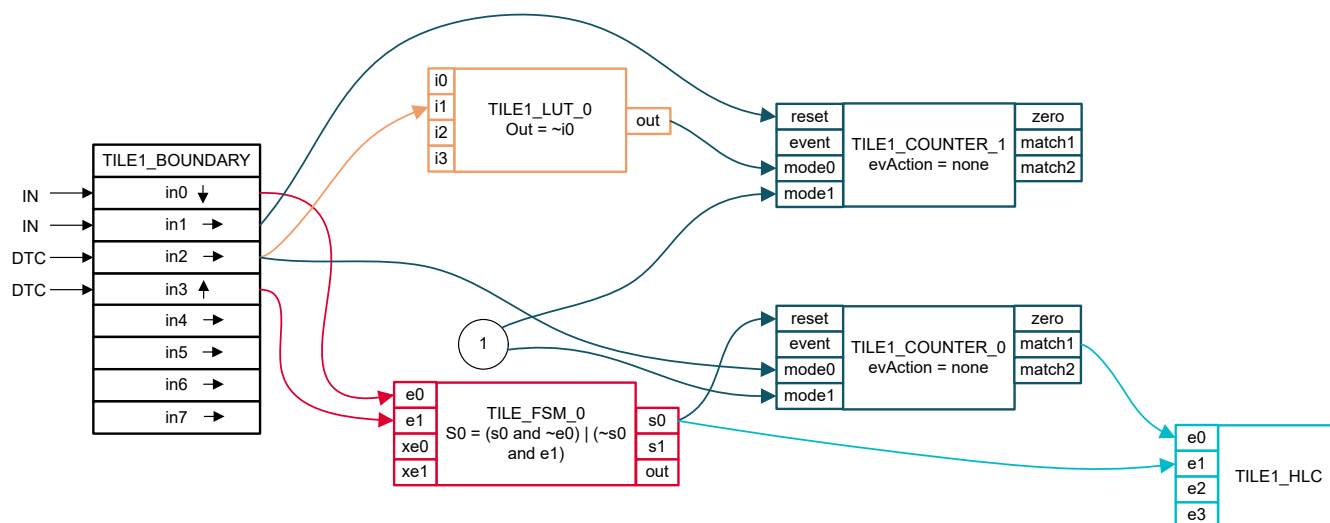 TILE1_BOUNDARY
IN
in0
IN
in1
DTC
in2
DTC
in3
in4
in5
in6
in7
i0
i1
i2
i3
TILE1_LUT_0
Out = ~i0
out
reset
event
mode0
mode1
TILE1_COUNTER_1
evAction = none
zero
match1
match2
1
reset
event
mode0
mode1
TILE1_COUNTER_0
evAction = none
zero
match1
match2
e0
e1
xe0
xe1
TILE_FSM_0
S0 = (s0 and ~e0) | (~s0
and e1)
s0
s1
out
e0
e1
e2
e3
TILE1_HLC